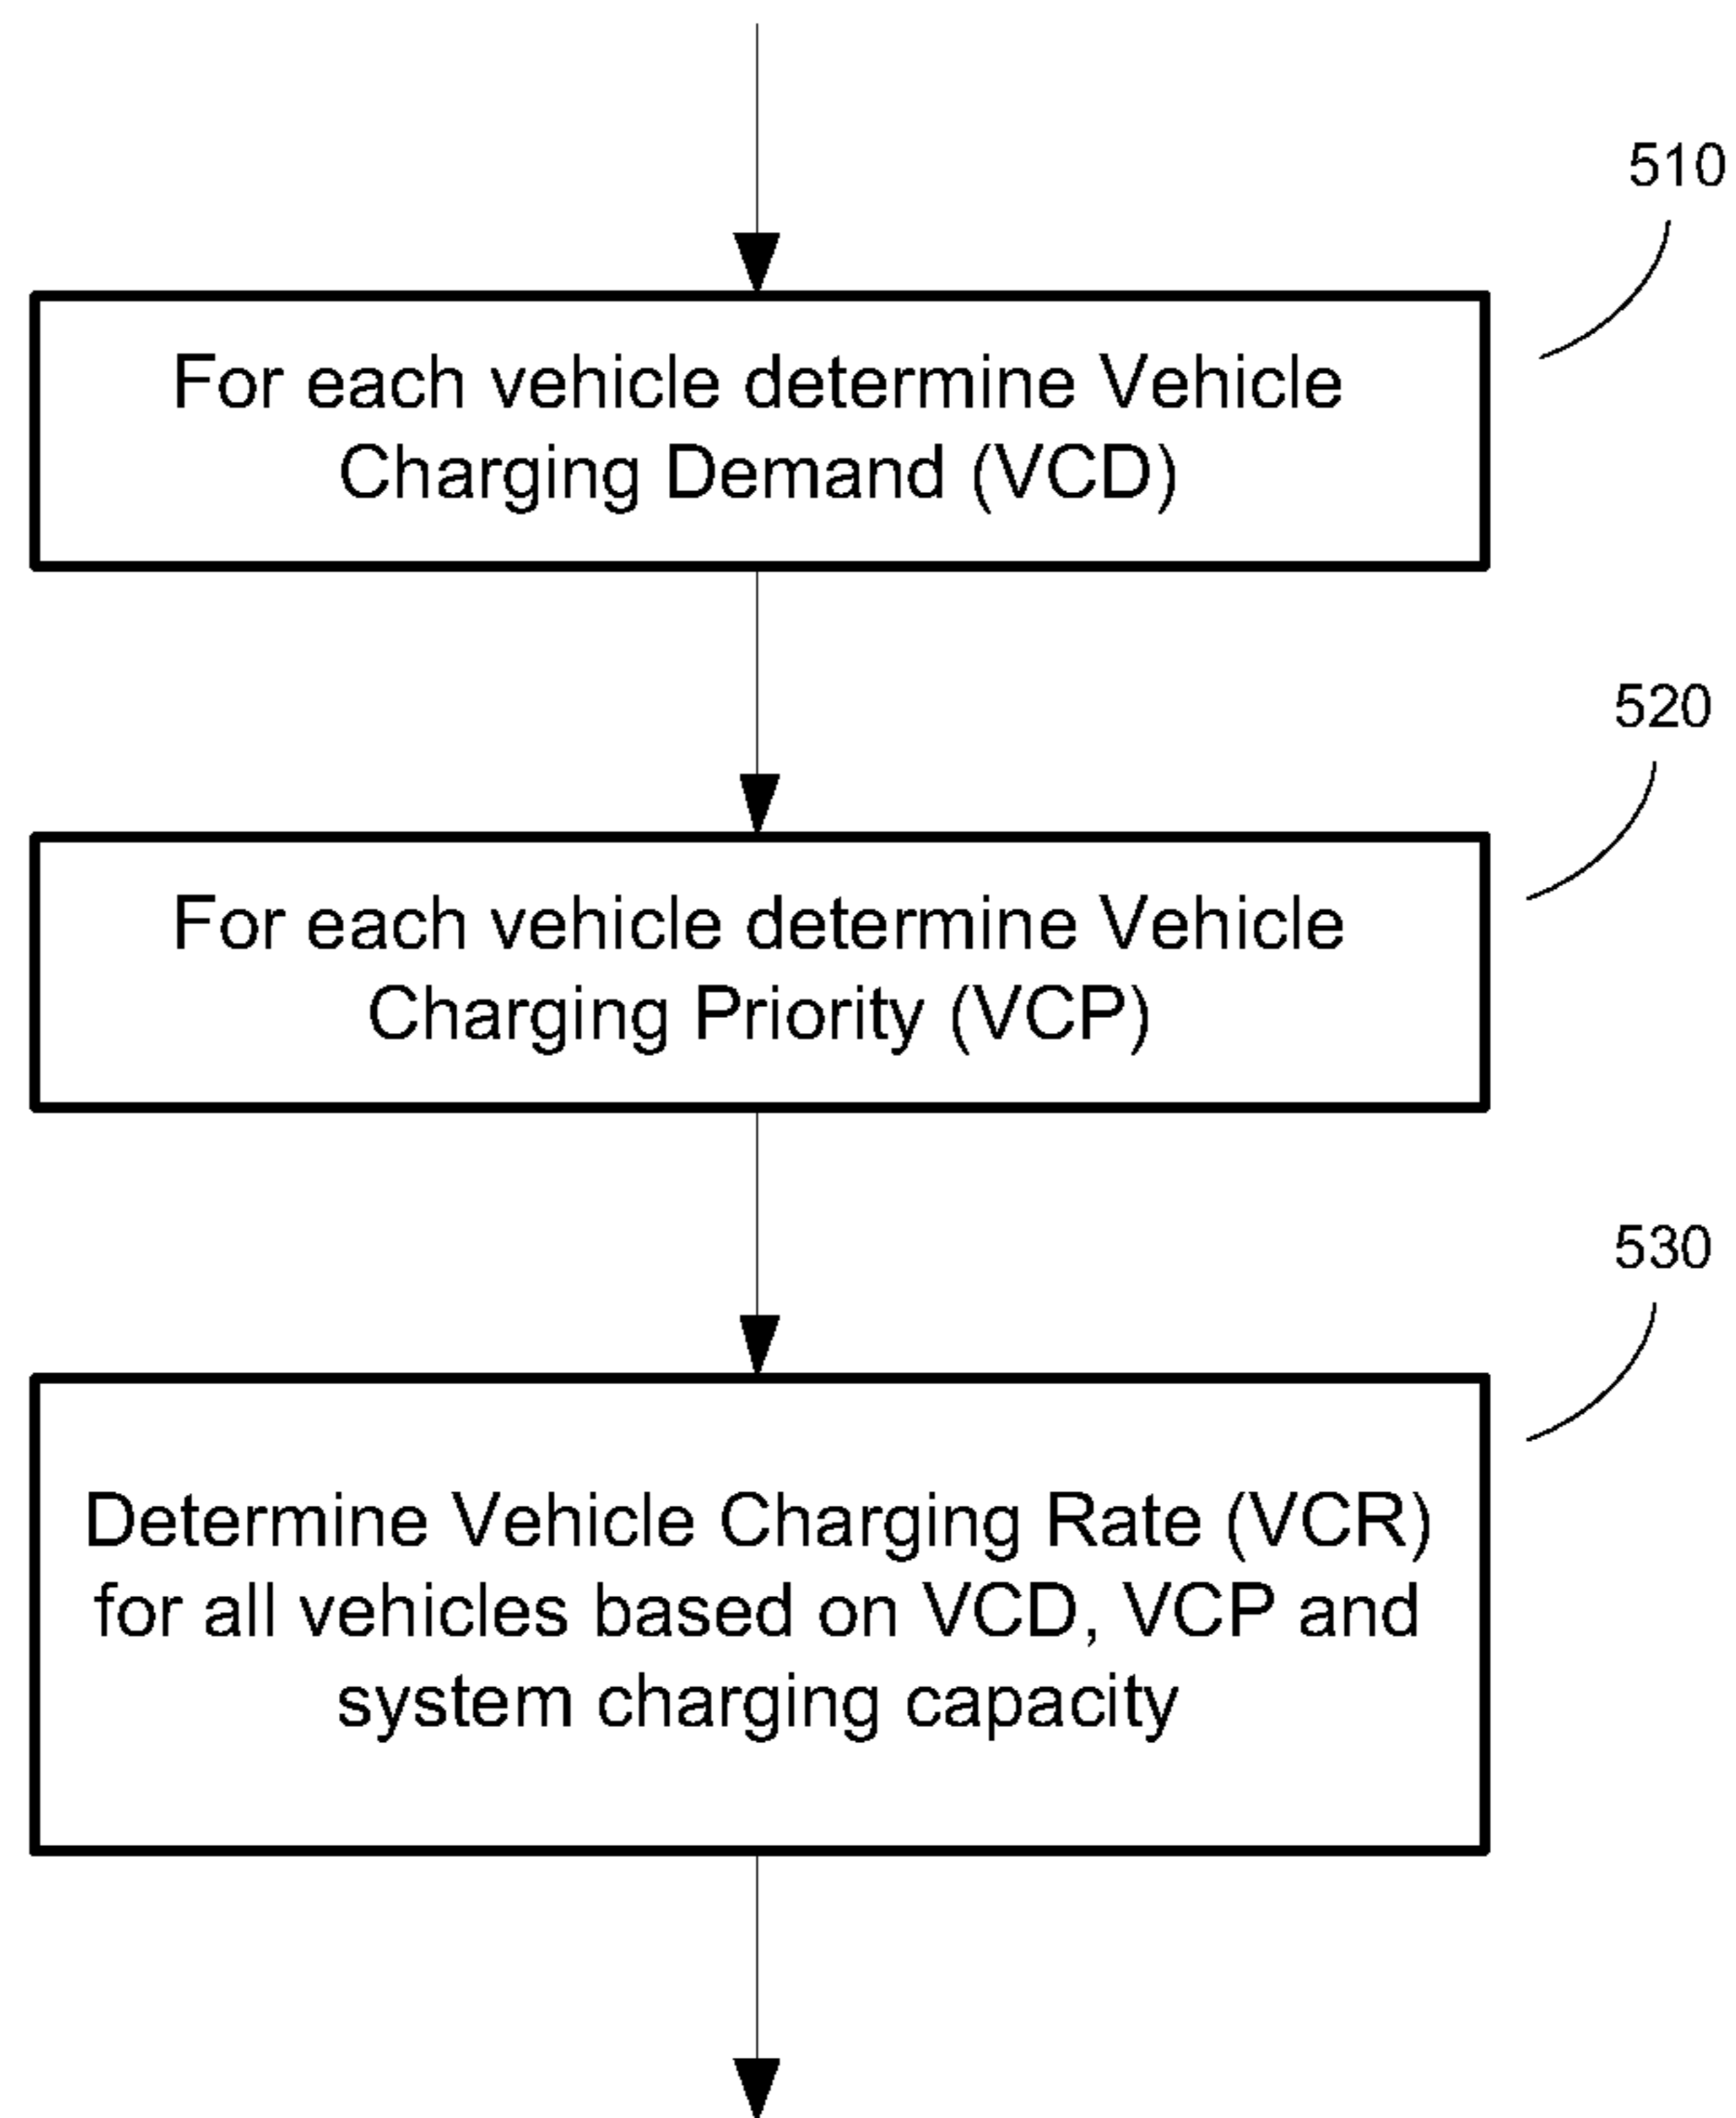 510
For each vehicle determine Vehicle
Charging Demand (VCD)
520
For each vehicle determine Vehicle
Charging Priority (VCP)
530
Determine Vehicle Charging Rate (VCR)
for all vehicles based on VCD, VCP and
system charging capacity